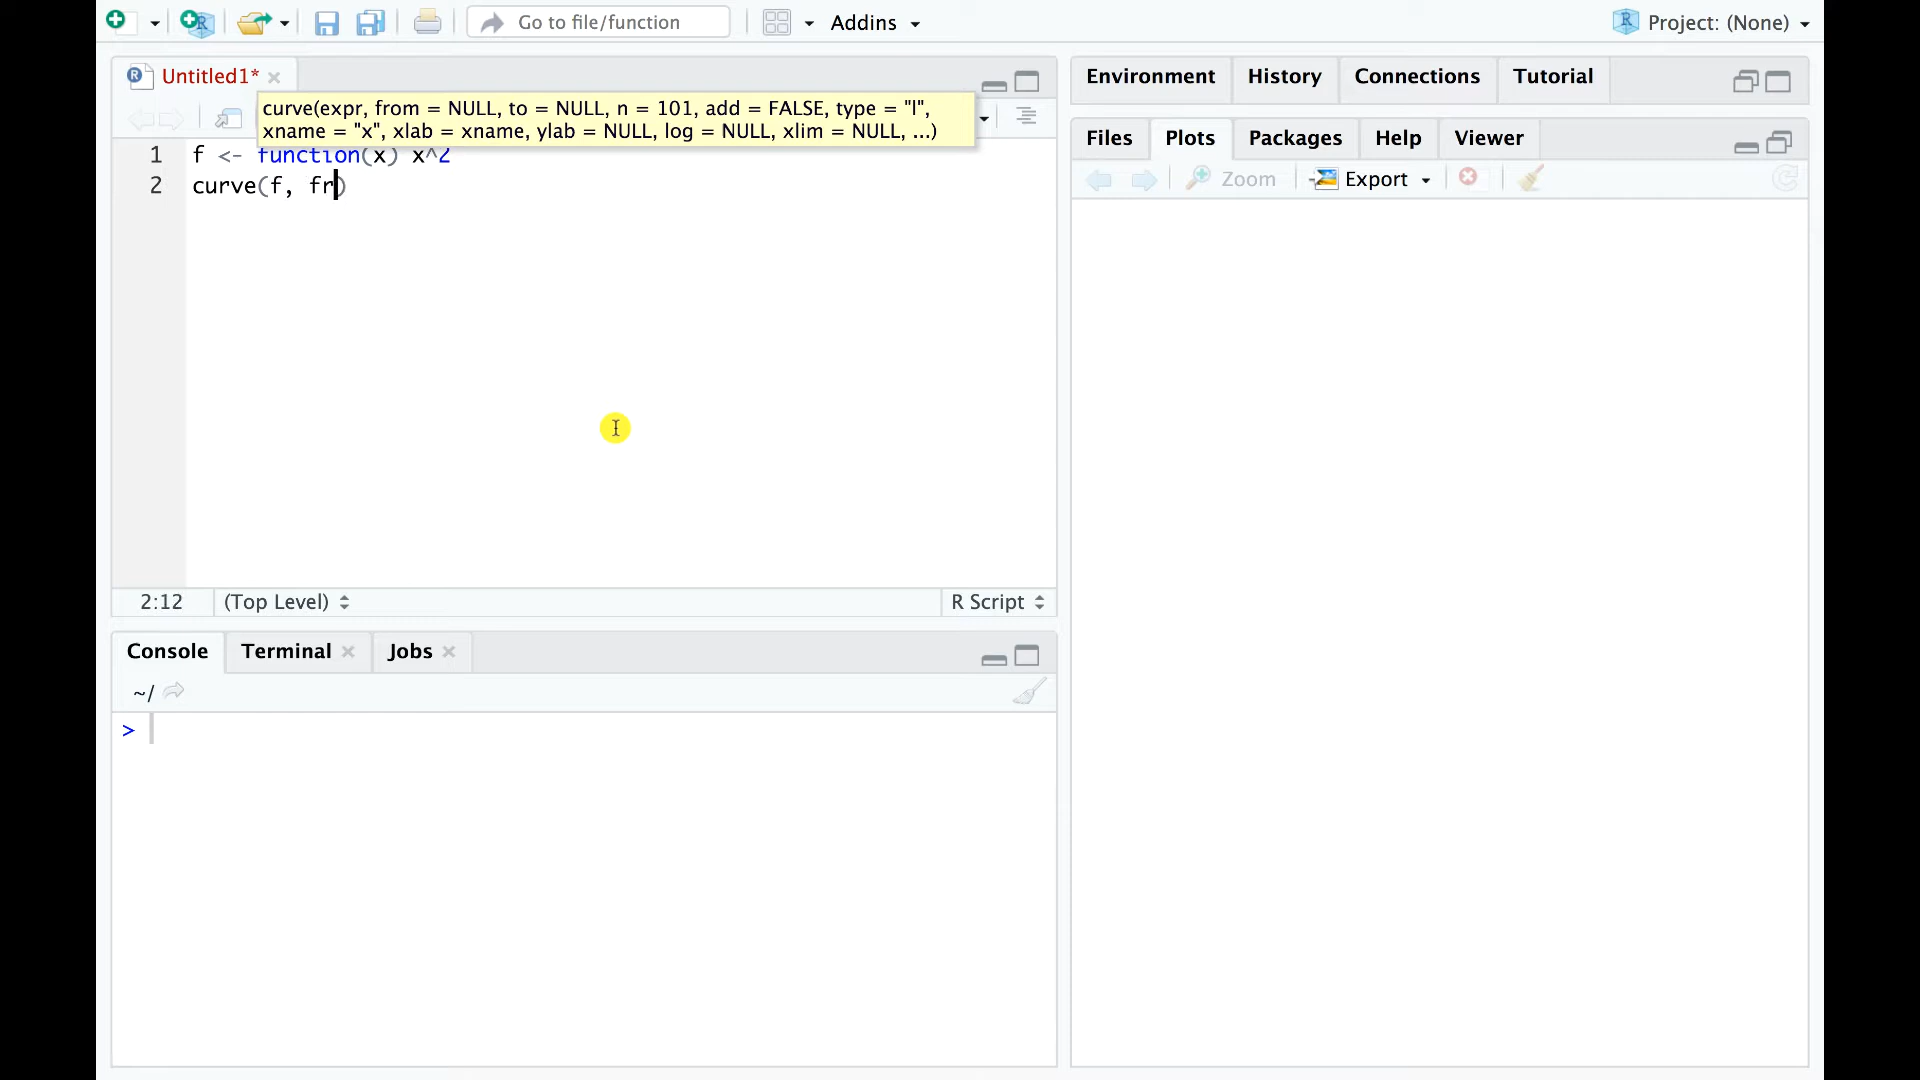 Go to file/function
Addins
Project: (None)
Untitled1*
curve(expr, from = NULL, to = NULL, n = 101, add = FALSE, type = "l",
xname = "x", xlab = xname, ylab = NULL, log = NULL, xlim = NULL, ...)
1 f <- function(x) x^2
2 curve(f, fr)
2:12 (Top Level) R Script
Console Terminal Jobs
~/
>
Environment History Connections Tutorial
Files Plots Packages Help Viewer
Zoom Export